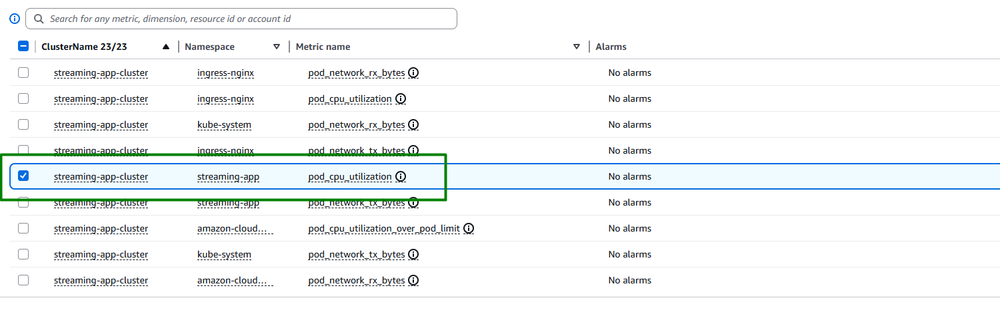 Search for any metric, dimension, resource id or account id
ClusterName 23/23 Namespace Metric name Alarms
streaming-app-cluster ingress-nginx pod_network_rx_bytes No alarms
streaming-app-cluster ingress-nginx pod_cpu_utilization No alarms
streaming-app-cluster kube-system pod_network_rx_bytes No alarms
streaming-app-cluster ingress-nginx pod_network_tx_bytes No alarms
streaming-app-cluster streaming-app pod_cpu_utilization No alarms
streaming-app-cluster streaming-app pod_network_tx_bytes No alarms
streaming-app-cluster amazon-cloud... pod_cpu_utilization_over_pod_limit No alarms
streaming-app-cluster kube-system pod_network_tx_bytes No alarms
streaming-app-cluster amazon-cloud... pod_network_rx_bytes No alarms